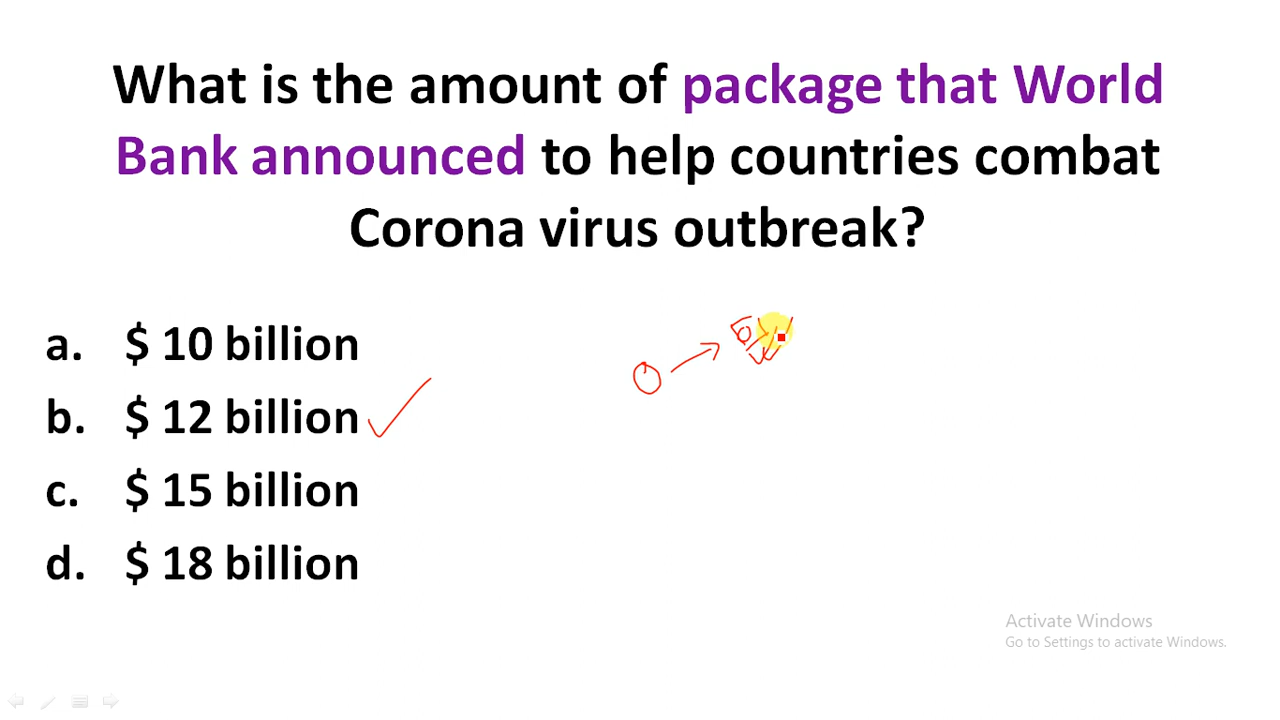 What is the amount of package that World
Bank announced to help countries combat
Corona virus outbreak?
a. $ 10 billion
b. $ 12 billion
c. $ 15 billion
d. $ 18 billion
Activate Windows
Go to Settings to activate Windows.